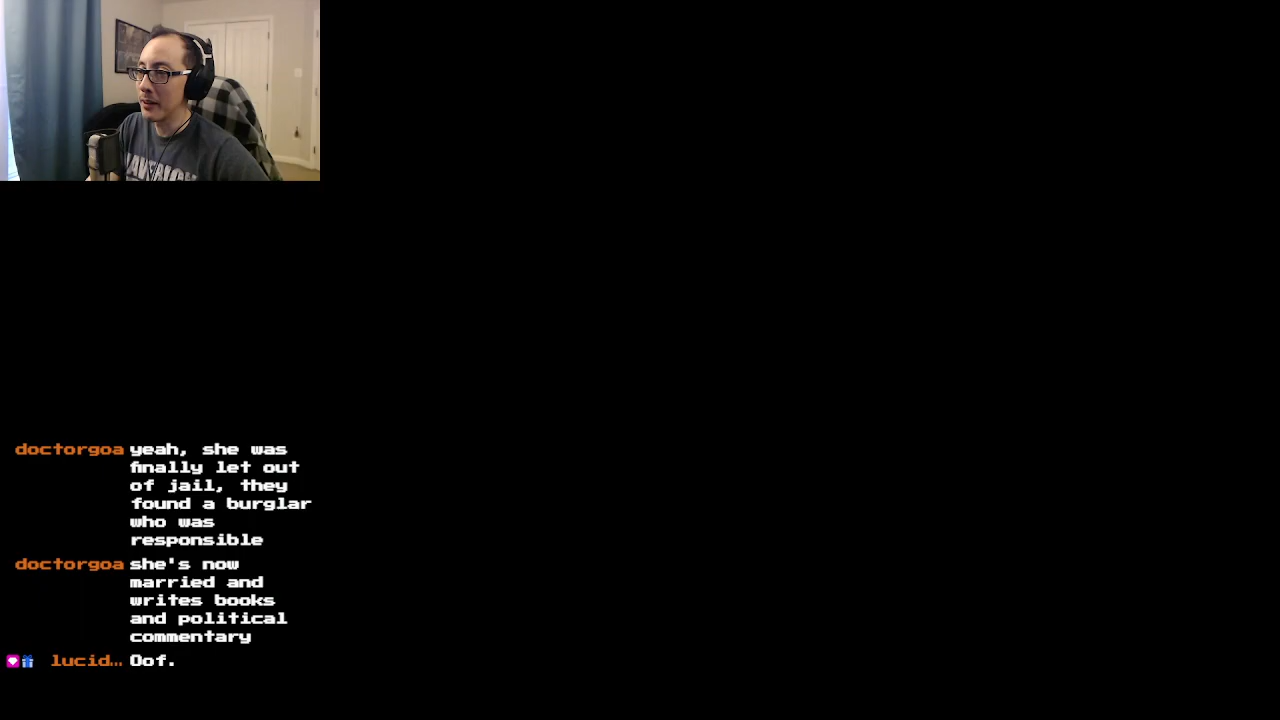 doctorgoa yeah, she was
finally let out
of jail, they
found a burglar
who was
responsible
doctorgoa she's now
married and
writes books
and political
commentary
lucid… Oof.